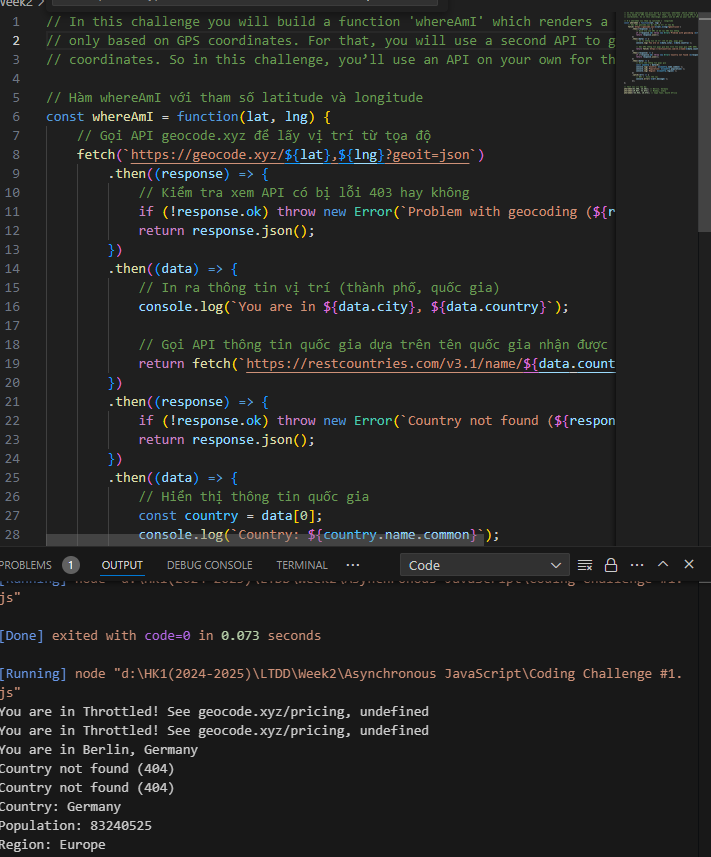 Week2 >
1 // In this challenge you will build a function 'whereAmI' which renders a
2 // only based on GPS coordinates. For that, you will use a second API to g
3 // coordinates. So in this challenge, you'll use an API on your own for th
4
5 // Hàm whereAmI với tham số latitude và longitude
6 const whereAmI = function(lat, lng) {
7 // Gọi API geocode.xyz để lấy vị trí từ tọa độ
8 fetch(`https://geocode.xyz/${lat},${lng}?geoit=json`)
9 .then((response) => {
10 // Kiểm tra xem API có bị lỗi 403 hay không
11 if (!response.ok) throw new Error(`Problem with geocoding (${r
12 return response.json();
13 })
14 .then((data) => {
15 // In ra thông tin vị trí (thành phố, quốc gia)
16 console.log(`You are in ${data.city}, ${data.country}`);
17
18 // Gọi API thông tin quốc gia dựa trên tên quốc gia nhận được
19 return fetch(`https://restcountries.com/v3.1/name/${data.count
20 })
21 .then((response) => {
22 if (!response.ok) throw new Error(`Country not found (${respon
23 return response.json();
24 })
25 .then((data) => {
26 // Hiển thị thông tin quốc gia
27 const country = data[0];
28 console.log(`Country: ${country.name.common}`);
PROBLEMS 1 OUTPUT DEBUG CONSOLE TERMINAL ··· Code ···
[Running] node "d:\HK1(2024-2025)\LTDD\Week2\Asynchronous JavaScript\Coding Challenge #1.
js"
[Done] exited with code=0 in 0.073 seconds
[Running] node "d:\HK1(2024-2025)\LTDD\Week2\Asynchronous JavaScript\Coding Challenge #1.
js"
You are in Throttled! See geocode.xyz/pricing, undefined
You are in Throttled! See geocode.xyz/pricing, undefined
You are in Berlin, Germany
Country not found (404)
Country not found (404)
Country: Germany
Population: 83240525
Region: Europe